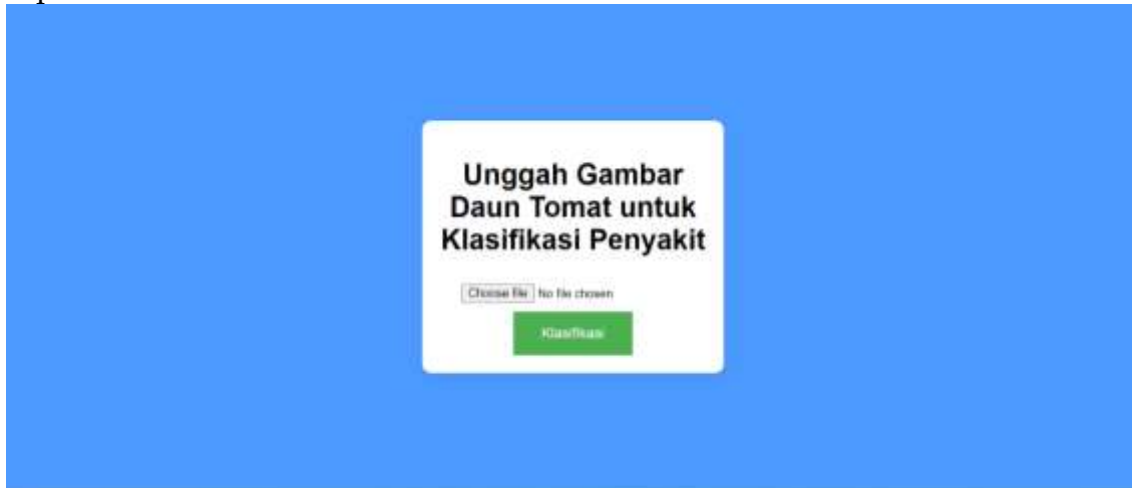 Unggah Gambar
Daun Tomat untuk
Klasifikasi Penyakit
Choose file No file chosen
Klasifikasi